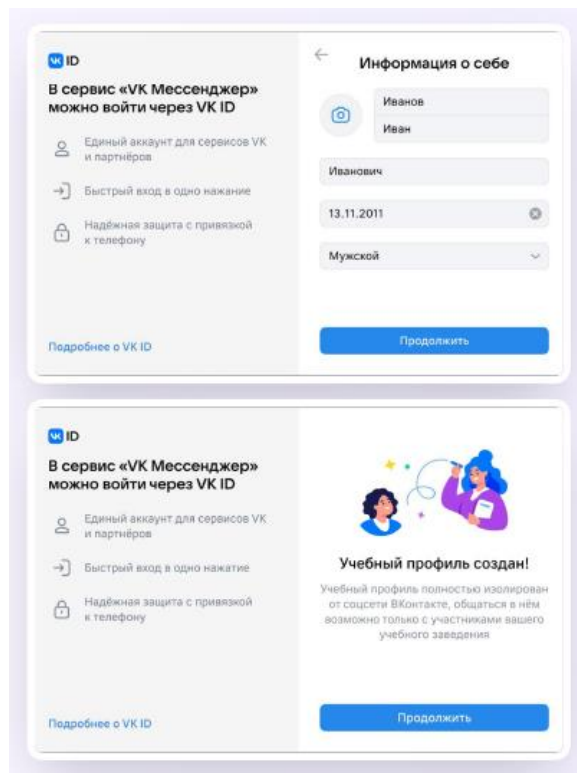 VK ID
В сервис «VK Мессенджер»
можно войти через VK ID
Единый аккаунт для сервисов VK
и партнёров
Быстрый вход в одно нажание
Надёжная защита с привязкой
к телефону
Подробнее о VK ID
Информация о себе
Иванов
Иван
Иванович
13.11.2011
Мужской
Продолжить
VK ID
В сервис «VK Мессенджер»
можно войти через VK ID
Единый аккаунт для сервисов VK
и партнёров
Быстрый вход в одно нажатие
Надёжная защита с привязкой
к телефону
Подробнее о VK ID
Учебный профиль создан!
Учебный профиль полностью изолирован
от соцсети ВКонтакте, общаться в нём
возможно только с участниками вашего
учебного заведения
Продолжить